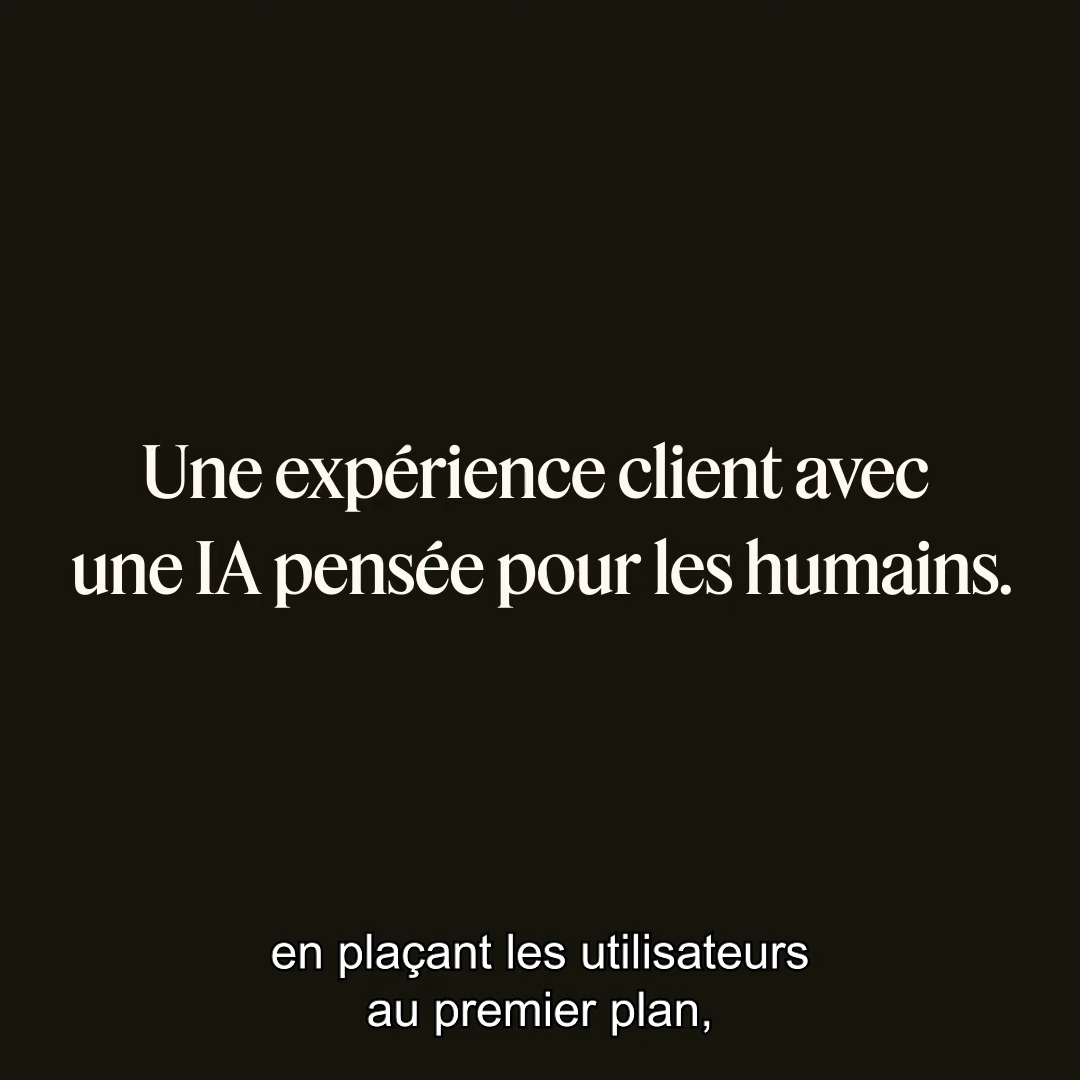 Une expérience client avec
une IA pensée pour les humains.
en plaçant les utilisateurs
au premier plan,